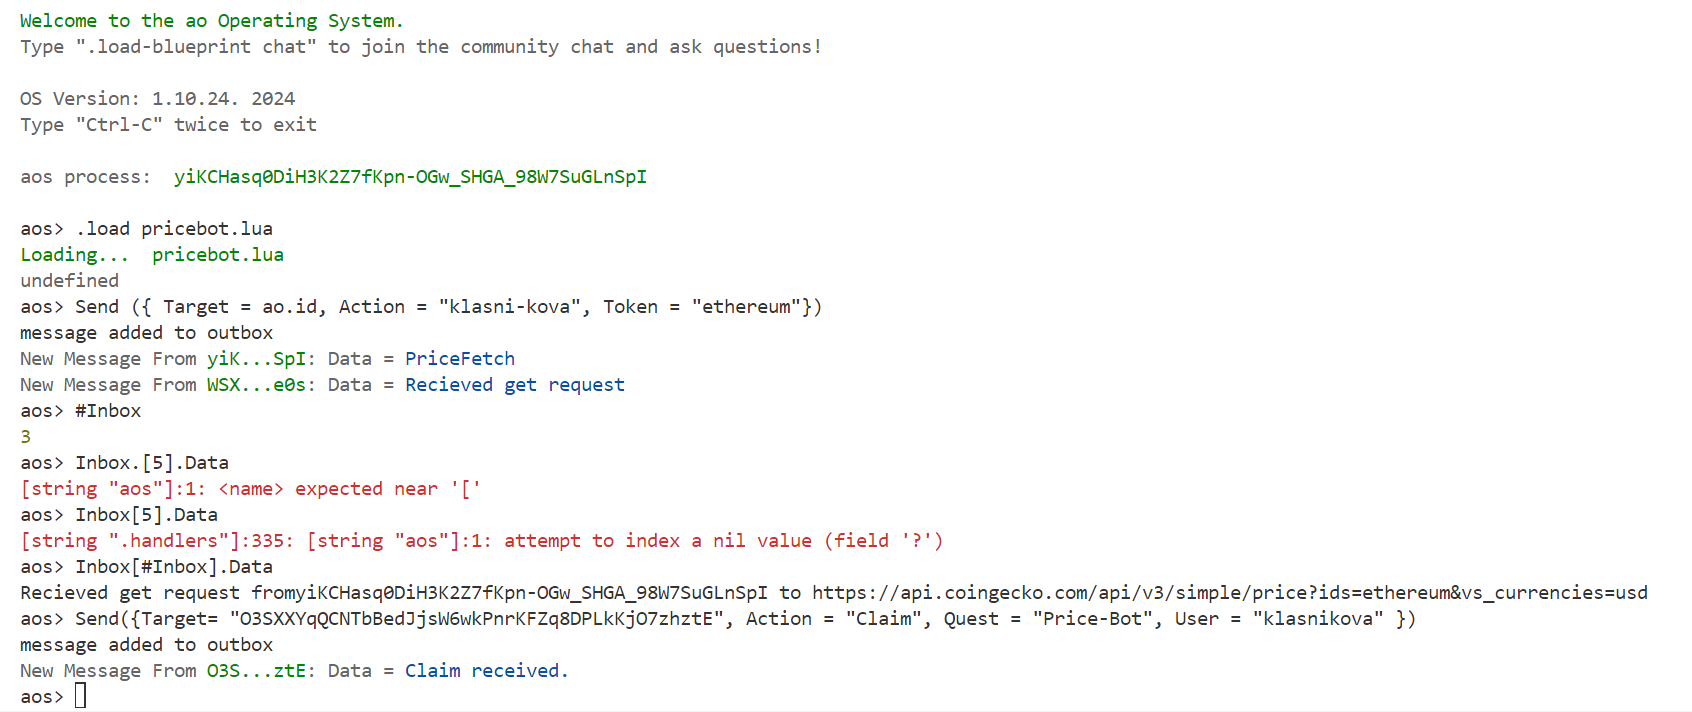 Welcome to the ao Operating System.
Type ".load-blueprint chat" to join the community chat and ask questions!
OS Version: 1.10.24. 2024
Type "Ctrl-C" twice to exit
aos process:  yiKCHasq0DiH3K2Z7fKpn-OGw_SHGA_98W7SuGLnSpI
aos> .load pricebot.lua
Loading...  pricebot.lua
undefined
aos> Send ({ Target = ao.id, Action = "klasni-kova", Token = "ethereum"})
message added to outbox
New Message From yiK...SpI: Data = PriceFetch
New Message From WSX...e0s: Data = Recieved get request
aos> #Inbox
3
aos> Inbox.[5].Data
[string "aos"]:1: <name> expected near '['
aos> Inbox[5].Data
[string ".handlers"]:335: [string "aos"]:1: attempt to index a nil value (field '?')
aos> Inbox[#Inbox].Data
Recieved get request fromyiKCHasq0DiH3K2Z7fKpn-OGw_SHGA_98W7SuGLnSpI to https://api.coingecko.com/api/v3/simple/price?ids=ethereum&vs_currencies=usd
aos> Send({Target= "O3SXXYqQCNTbBedJjsW6wkPnrKFZq8DPLkKjO7zhztE", Action = "Claim", Quest = "Price-Bot", User = "klasnikova" })
message added to outbox
New Message From O3S...ztE: Data = Claim received.
aos>